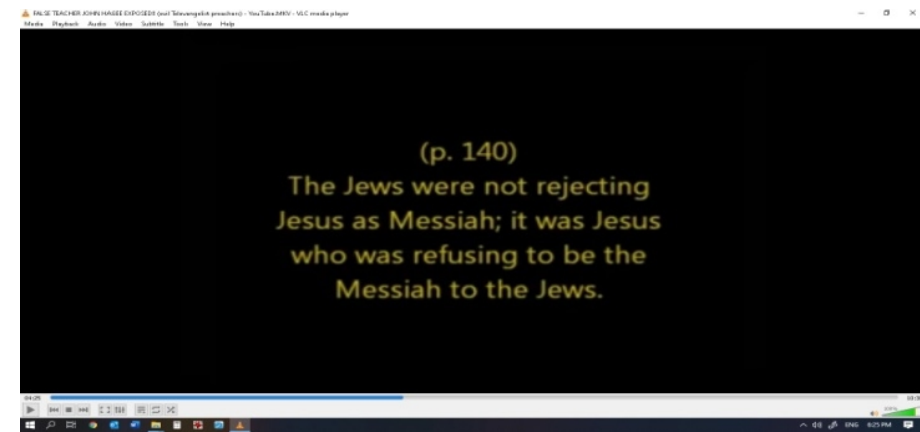 FALSE TEACHER JOHN HAGEE EXPOSED!! (evil Televangelist preachers) - YouTube.MKV - VLC media player
Media Playback Audio Video Subtitle Tools View Help
(p. 140)
The Jews were not rejecting
Jesus as Messiah; it was Jesus
who was refusing to be the
Messiah to the Jews.
04:25
100%
ENG 8:25 PM